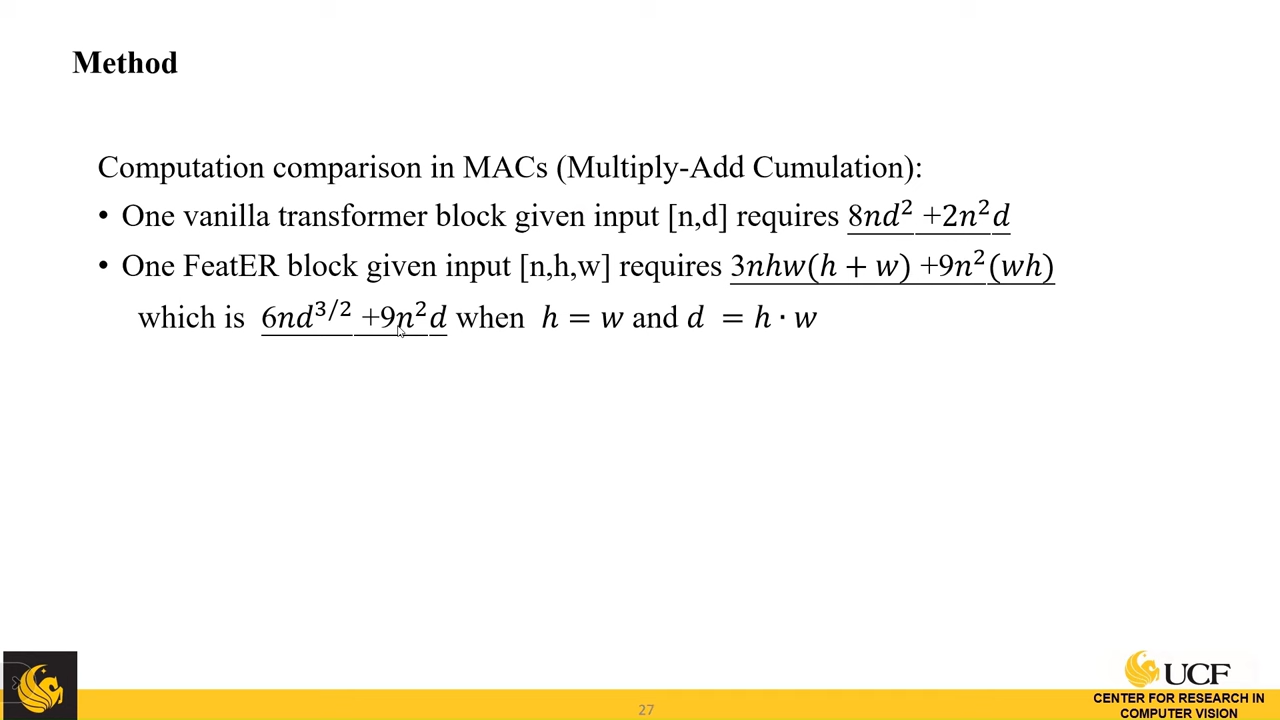 Method
Computation comparison in MACs (Multiply-Add Cumulation):
• One vanilla transformer block given input [n,d] requires 8nd² +2n²d
• One FeatER block given input [n,h,w] requires 3nhw(h + w) +9n²(wh)
which is 6nd^{3/2} +9n²d when h = w and d = h · w
27
UCF
CENTER FOR RESEARCH IN
COMPUTER VISION